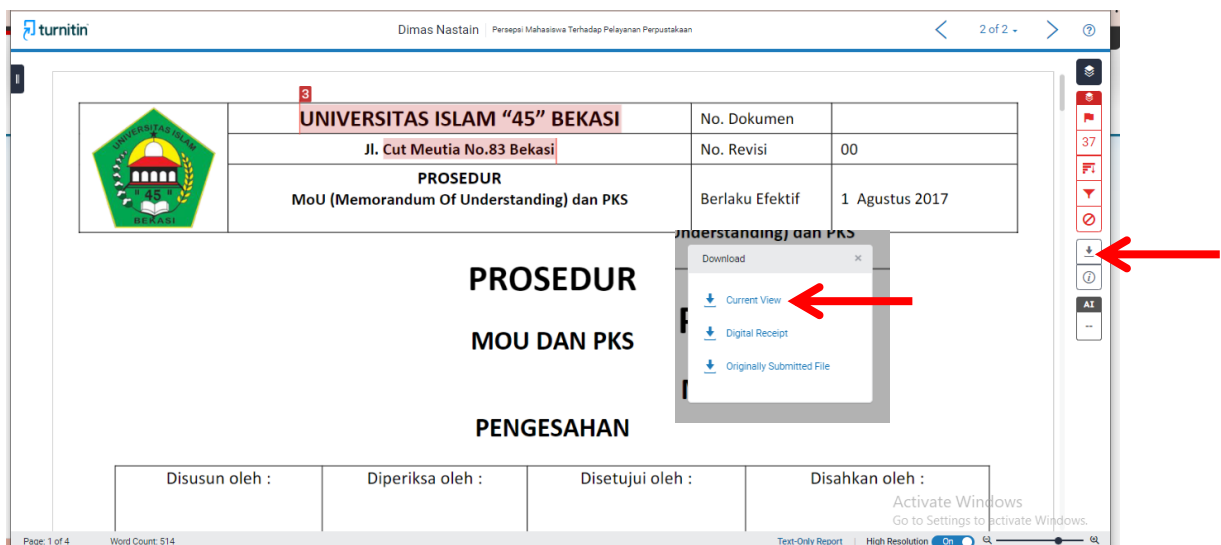 turnitin
Dimas Nastain
Persepsi Mahasiswa Terhadap Pelayanan Perpustakaan
2 of 2
3
UNIVERSITAS ISLAM “45” BEKASI
No. Dokumen
Jl. Cut Meutia No.83 Bekasi
No. Revisi
00
PROSEDUR
MoU (Memorandum Of Understanding) dan PKS
Berlaku Efektif
1 Agustus 2017
UNIVERSITAS ISLAM
" 45 "
BEKASI
37
AI
--
Understanding) dan PKS
Download
Current View
Digital Receipt
Originally Submitted File
PROSEDUR
MOU DAN PKS
PENGESAHAN
Disusun oleh :
Diperiksa oleh :
Disetujui oleh :
Disahkan oleh :
Activate Windows
Go to Settings to activate Windows.
Page: 1 of 4
Word Count: 514
Text-Only Report
High Resolution
On